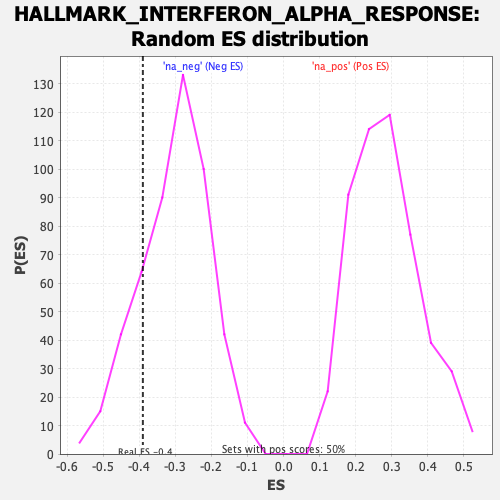 HALLMARK_INTERFERON_ALPHA_RESPONSE:
Random ES distribution
'na_neg' (Neg ES) 'na_pos' (Pos ES)
P(ES)
130
120
110
100
90
80
70
60
50
40
30
20
10
0
Real ES -0.4
Sets with pos scores: 50%
-0.6 -0.5 -0.4 -0.3 -0.2 -0.1 0.0 0.1 0.2 0.3 0.4 0.5
ES